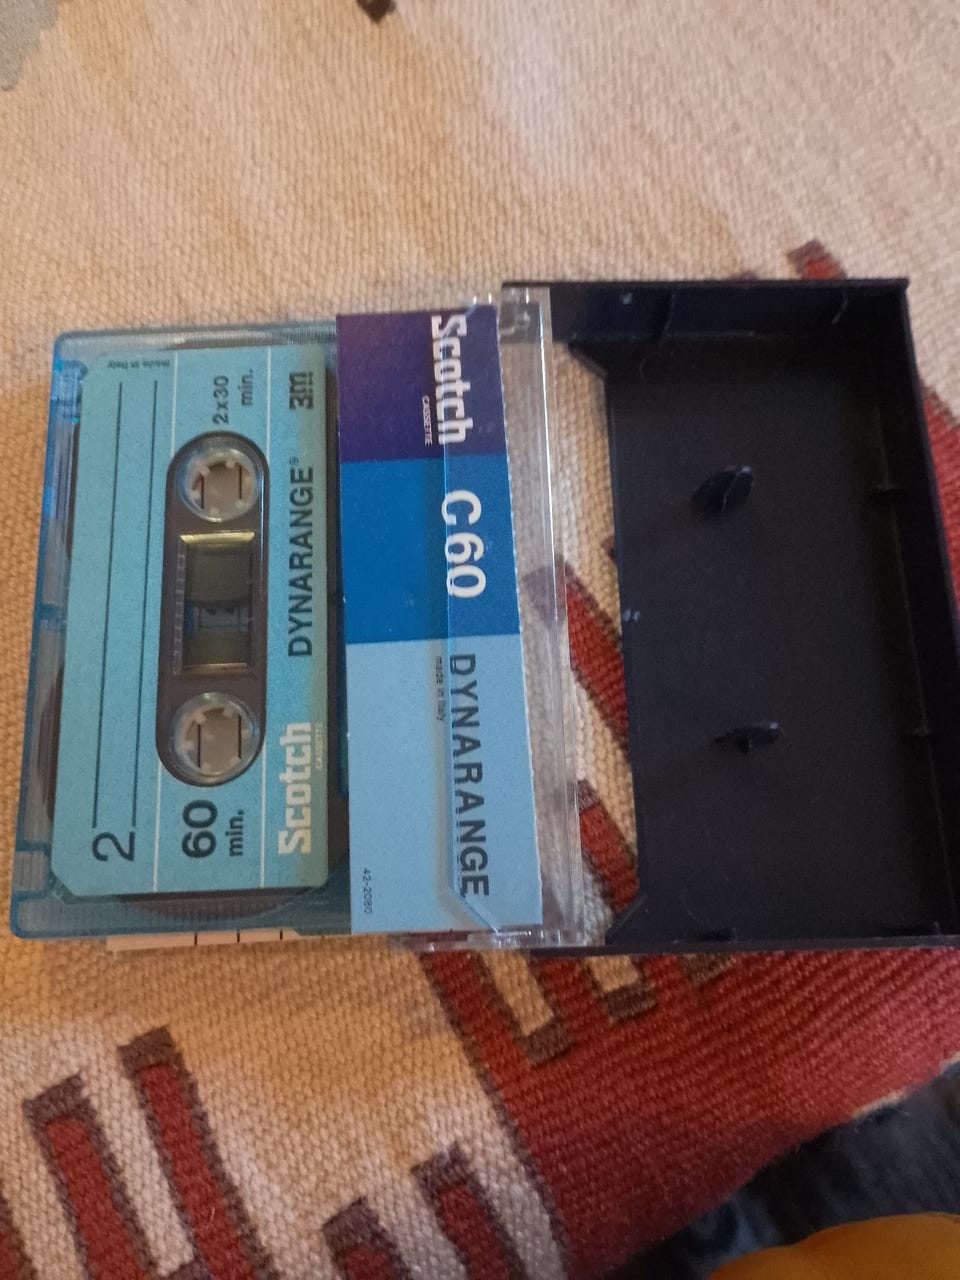 2
made in Italy
60
min.
2x30
min.
Scotch
CASSETTE
DYNARANGE®
3M
Scotch
CASSETTE
C60
DYNARANGE
made in Italy
42-2080